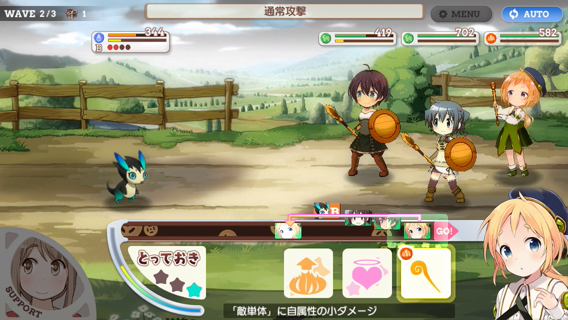 WAVE 2/3 1
通常攻撃
MENU
AUTO
344
B
419
702
582
B
GO!
とっておき
SUPPORT
「敵単体」に自属性の小ダメージ